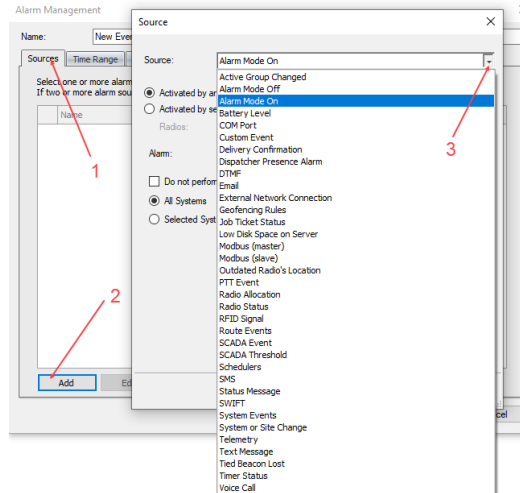 Alarm Management
Source
Name:
New Ever
Sources
Time Range
Source:
Alarm Mode On
Select one or more alarm
If two or more alarm sou
Name
Activated by ar
Activated by se
Radios:
Alarm:
Do not perform
All Systems
Selected Syst
Active Group Changed
Alarm Mode Off
Alarm Mode On
Battery Level
COM Port
Custom Event
Delivery Confirmation
Dispatcher Presence Alarm
DTMF
Email
External Network Connection
Geofencing Rules
Job Ticket Status
Low Disk Space on Server
Modbus (master)
Modbus (slave)
Outdated Radio's Location
PTT Event
Radio Allocation
Radio Status
RFID Signal
Route Events
SCADA Event
SCADA Threshold
Schedulers
SMS
Status Message
SWIFT
System Events
System or Site Change
Telemetry
Text Message
Tied Beacon Lost
Timer Status
Voice Call
1
2
3
Add
Ed
cel